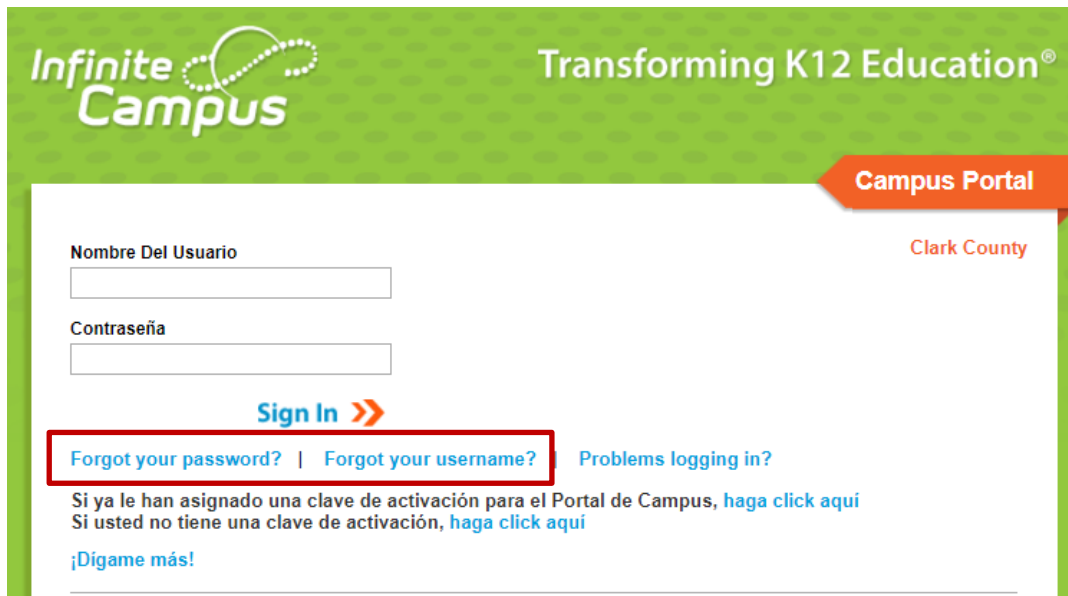 Infinite Campus
Transforming K12 Education®
Campus Portal
Clark County
Nombre Del Usuario
Contraseña
Sign In
Forgot your password? | Forgot your username? | Problems logging in?
Si ya le han asignado una clave de activación para el Portal de Campus, haga click aquí
Si usted no tiene una clave de activación, haga click aquí
¡Dígame más!